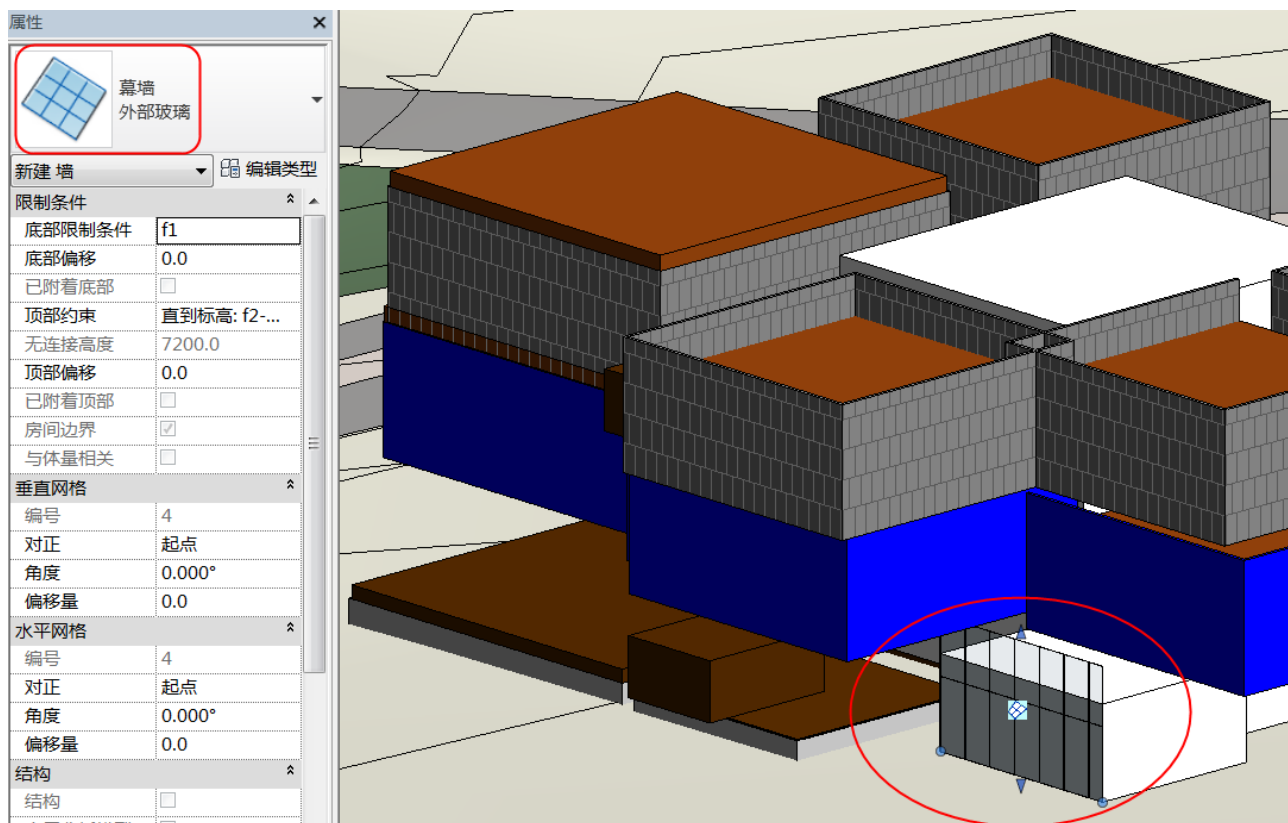 属性
幕墙
外部玻璃
新建 墙
编辑类型
限制条件
底部限制条件 f1
底部偏移 0.0
已附着底部
顶部约束 直到标高: f2-...
无连接高度 7200.0
顶部偏移 0.0
已附着顶部
房间边界
与体量相关
垂直网格
编号 4
对正 起点
角度 0.000°
偏移量 0.0
水平网格
编号 4
对正 起点
角度 0.000°
偏移量 0.0
结构
结构